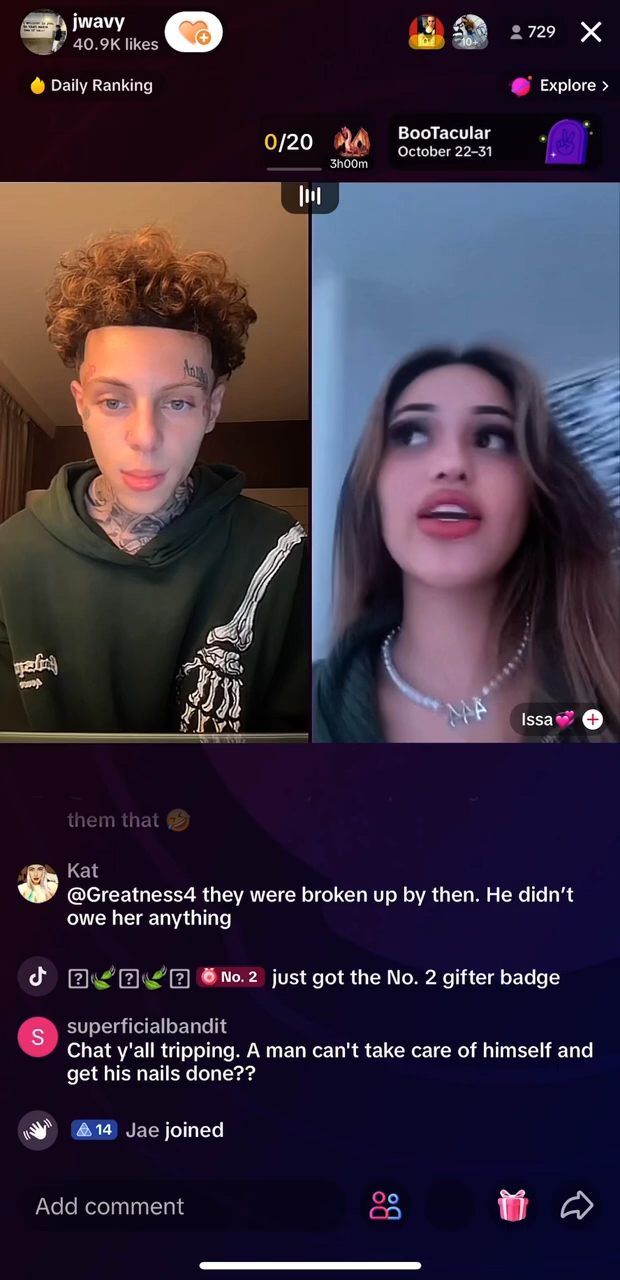 jwavy
40.9K likes
729
Daily Ranking
Explore >
0/20
3h00m
BooTacular
October 22–31
Issa💞
them that 🤣
Kat
@Greatness4 they were broken up by then. He didn’t
owe her anything
No. 2 just got the No. 2 gifter badge
S
superficialbandit
Chat y'all tripping. A man can't take care of himself and
get his nails done??
14 Jae joined
Add comment